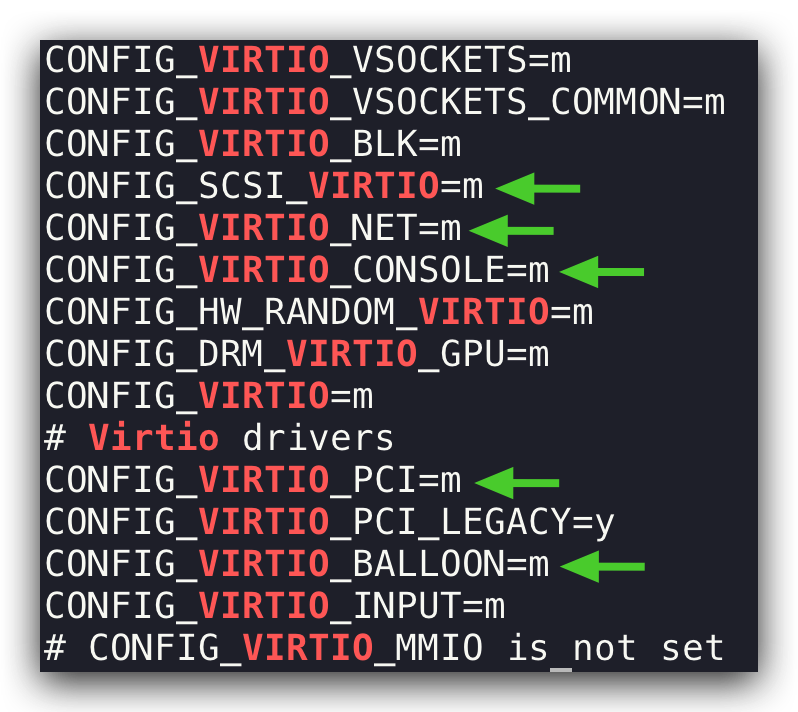 CONFIG_VIRTIO_VSOCKETS=m
CONFIG_VIRTIO_VSOCKETS_COMMON=m
CONFIG_VIRTIO_BLK=m
CONFIG_SCSI_VIRTIO=m
CONFIG_VIRTIO_NET=m
CONFIG_VIRTIO_CONSOLE=m
CONFIG_HW_RANDOM_VIRTIO=m
CONFIG_DRM_VIRTIO_GPU=m
CONFIG_VIRTIO=m
# Virtio drivers
CONFIG_VIRTIO_PCI=m
CONFIG_VIRTIO_PCI_LEGACY=y
CONFIG_VIRTIO_BALLOON=m
CONFIG_VIRTIO_INPUT=m
# CONFIG_VIRTIO_MMIO is not set